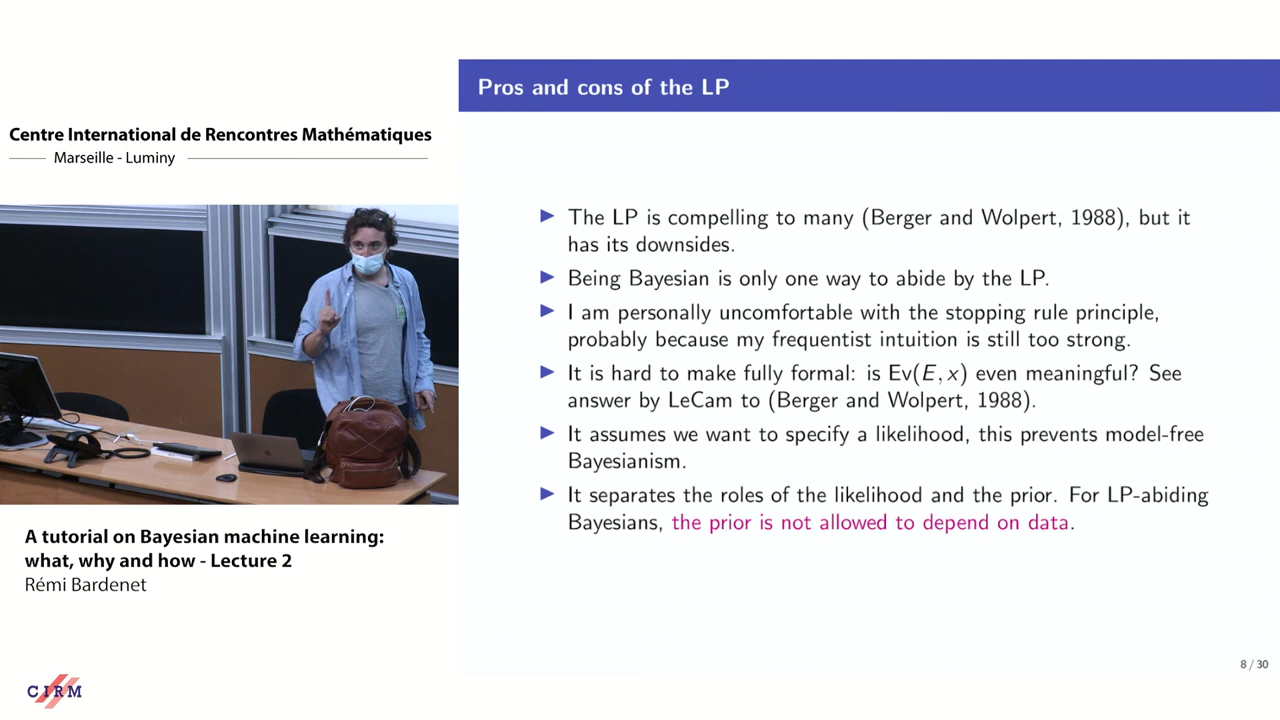 Centre International de Rencontres Mathématiques
Marseille - Luminy
A tutorial on Bayesian machine learning:
what, why and how - Lecture 2
Rémi Bardenet
CIRM
Pros and cons of the LP
The LP is compelling to many (Berger and Wolpert, 1988), but it
has its downsides.
Being Bayesian is only one way to abide by the LP.
I am personally uncomfortable with the stopping rule principle,
probably because my frequentist intuition is still too strong.
It is hard to make fully formal: is Ev(E, x) even meaningful? See
answer by LeCam to (Berger and Wolpert, 1988).
It assumes we want to specify a likelihood, this prevents model-free
Bayesianism.
It separates the roles of the likelihood and the prior. For LP-abiding
Bayesians, the prior is not allowed to depend on data.
8 / 30